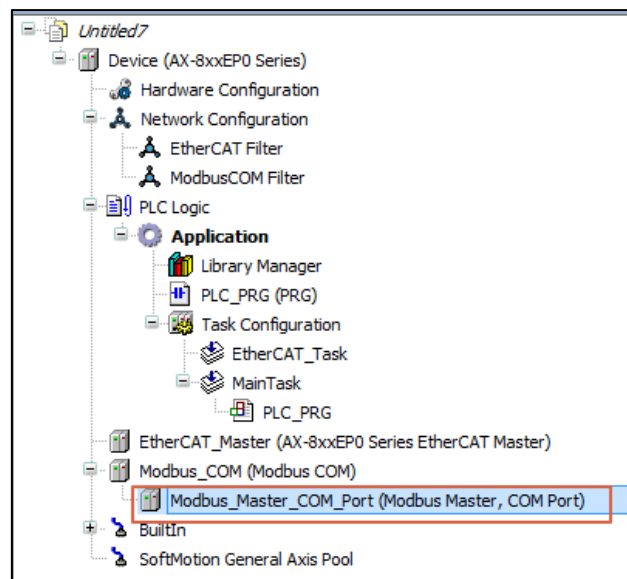 Untitled7
Device (AX-8xxEP0 Series)
Hardware Configuration
Network Configuration
EtherCAT Filter
ModbusCOM Filter
PLC Logic
Application
Library Manager
PLC_PRG (PRG)
Task Configuration
EtherCAT_Task
MainTask
PLC_PRG
EtherCAT_Master (AX-8xxEP0 Series EtherCAT Master)
Modbus_COM (Modbus COM)
Modbus_Master_COM_Port (Modbus Master, COM Port)
BuiltIn
SoftMotion General Axis Pool